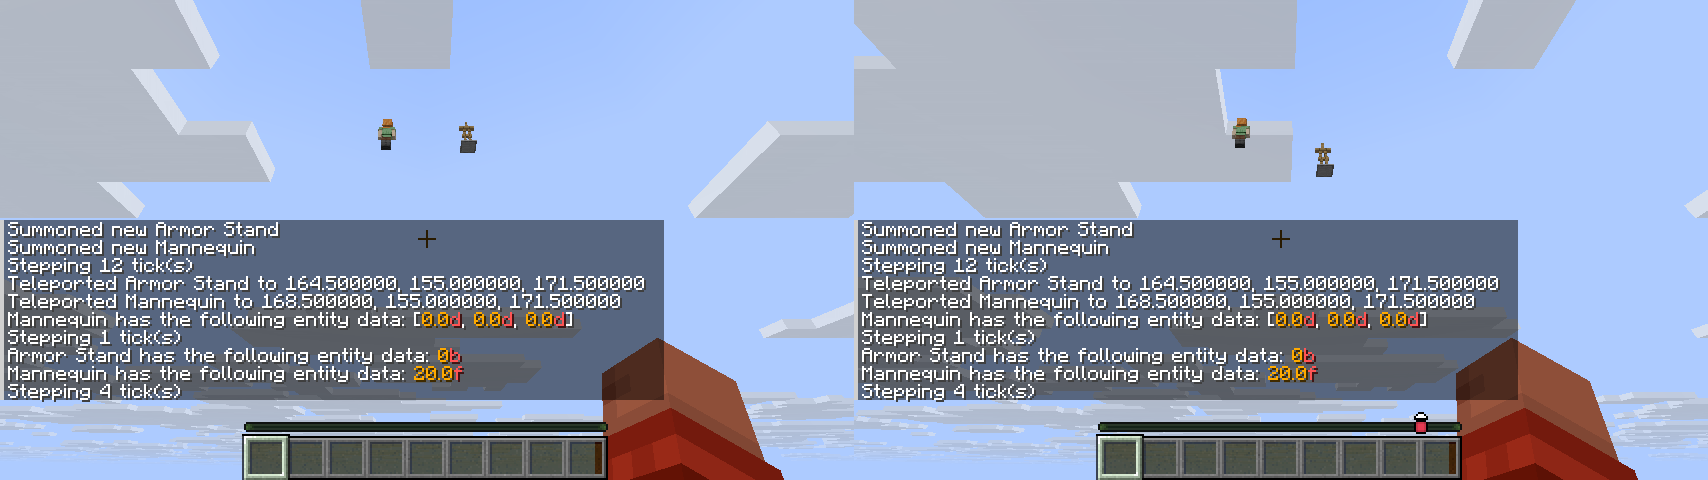 Summoned new Armor Stand
Summoned new Mannequin
Stepping 12 tick(s)
Teleported Armor Stand to 164.500000, 155.000000, 171.500000
Teleported Mannequin to 168.500000, 155.000000, 171.500000
Mannequin has the following entity data: [0.0d, 0.0d, 0.0d]
Stepping 1 tick(s)
Armor Stand has the following entity data: 0b
Mannequin has the following entity data: 20.0f
Stepping 4 tick(s)
Summoned new Armor Stand
Summoned new Mannequin
Stepping 12 tick(s)
Teleported Armor Stand to 164.500000, 155.000000, 171.500000
Teleported Mannequin to 168.500000, 155.000000, 171.500000
Mannequin has the following entity data: [0.0d, 0.0d, 0.0d]
Stepping 1 tick(s)
Armor Stand has the following entity data: 0b
Mannequin has the following entity data: 20.0f
Stepping 4 tick(s)